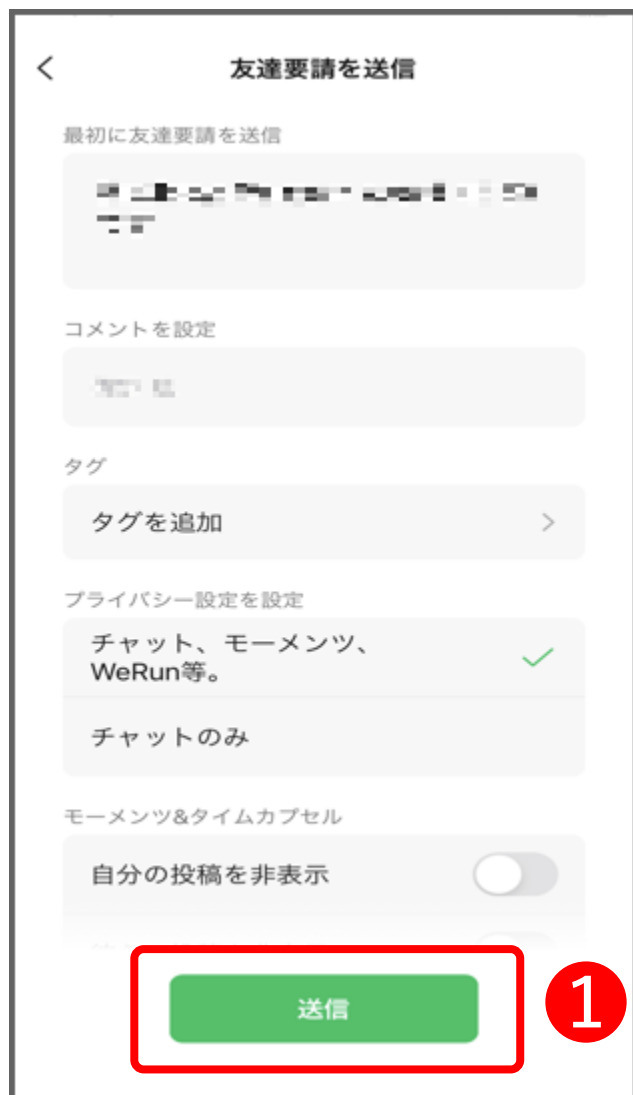 友達要請を送信
最初に友達要請を送信
コメントを設定
タグ
タグを追加
プライバシー設定を設定
チャット、モーメンツ、
WeRun等。
チャットのみ
モーメンツ&タイムカプセル
自分の投稿を非表示
送信
1